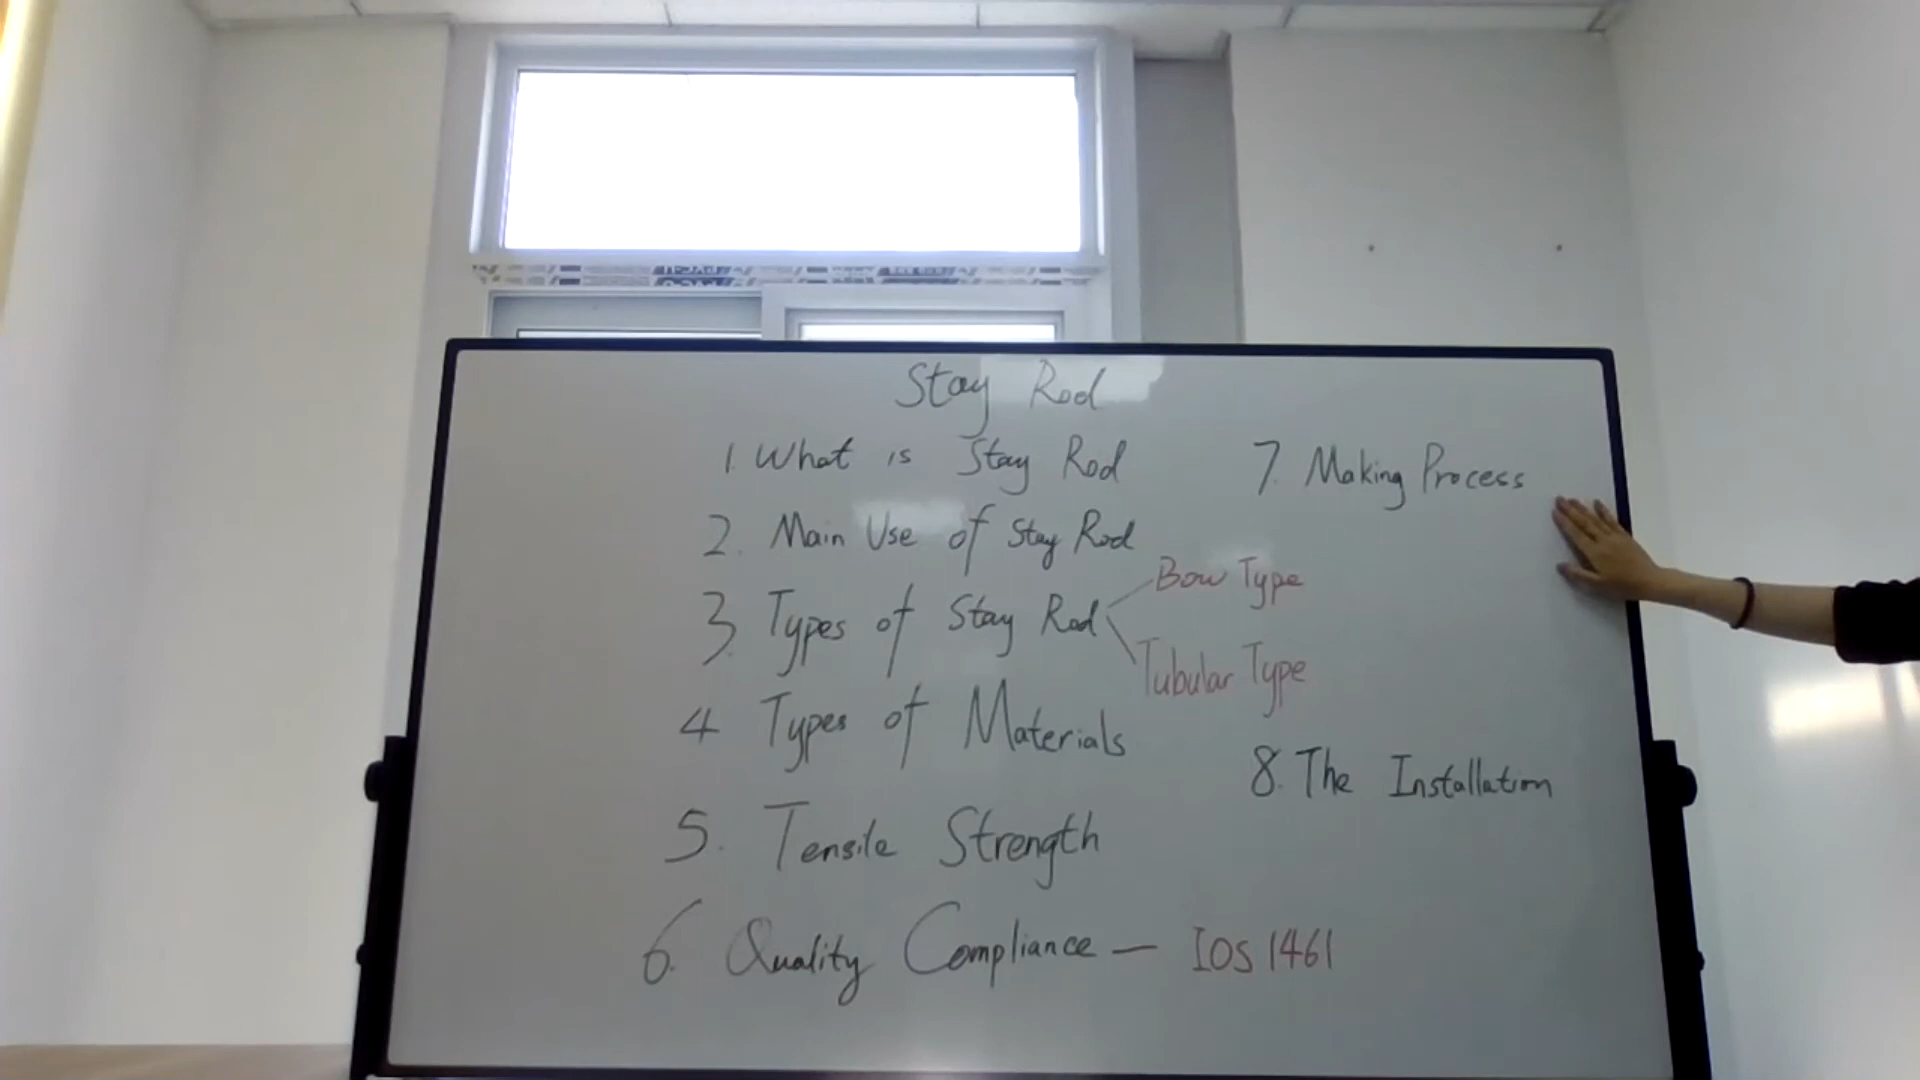 Stay Rod
1. What is Stay Rod
2. Main Use of Stay Rod
3. Types of Stay Rod
Bow Type
Tubular Type
4 Types of Materials
5. Tensile Strength
6. Quality Compliance — IOS 1461
7. Making Process
8. The Installation